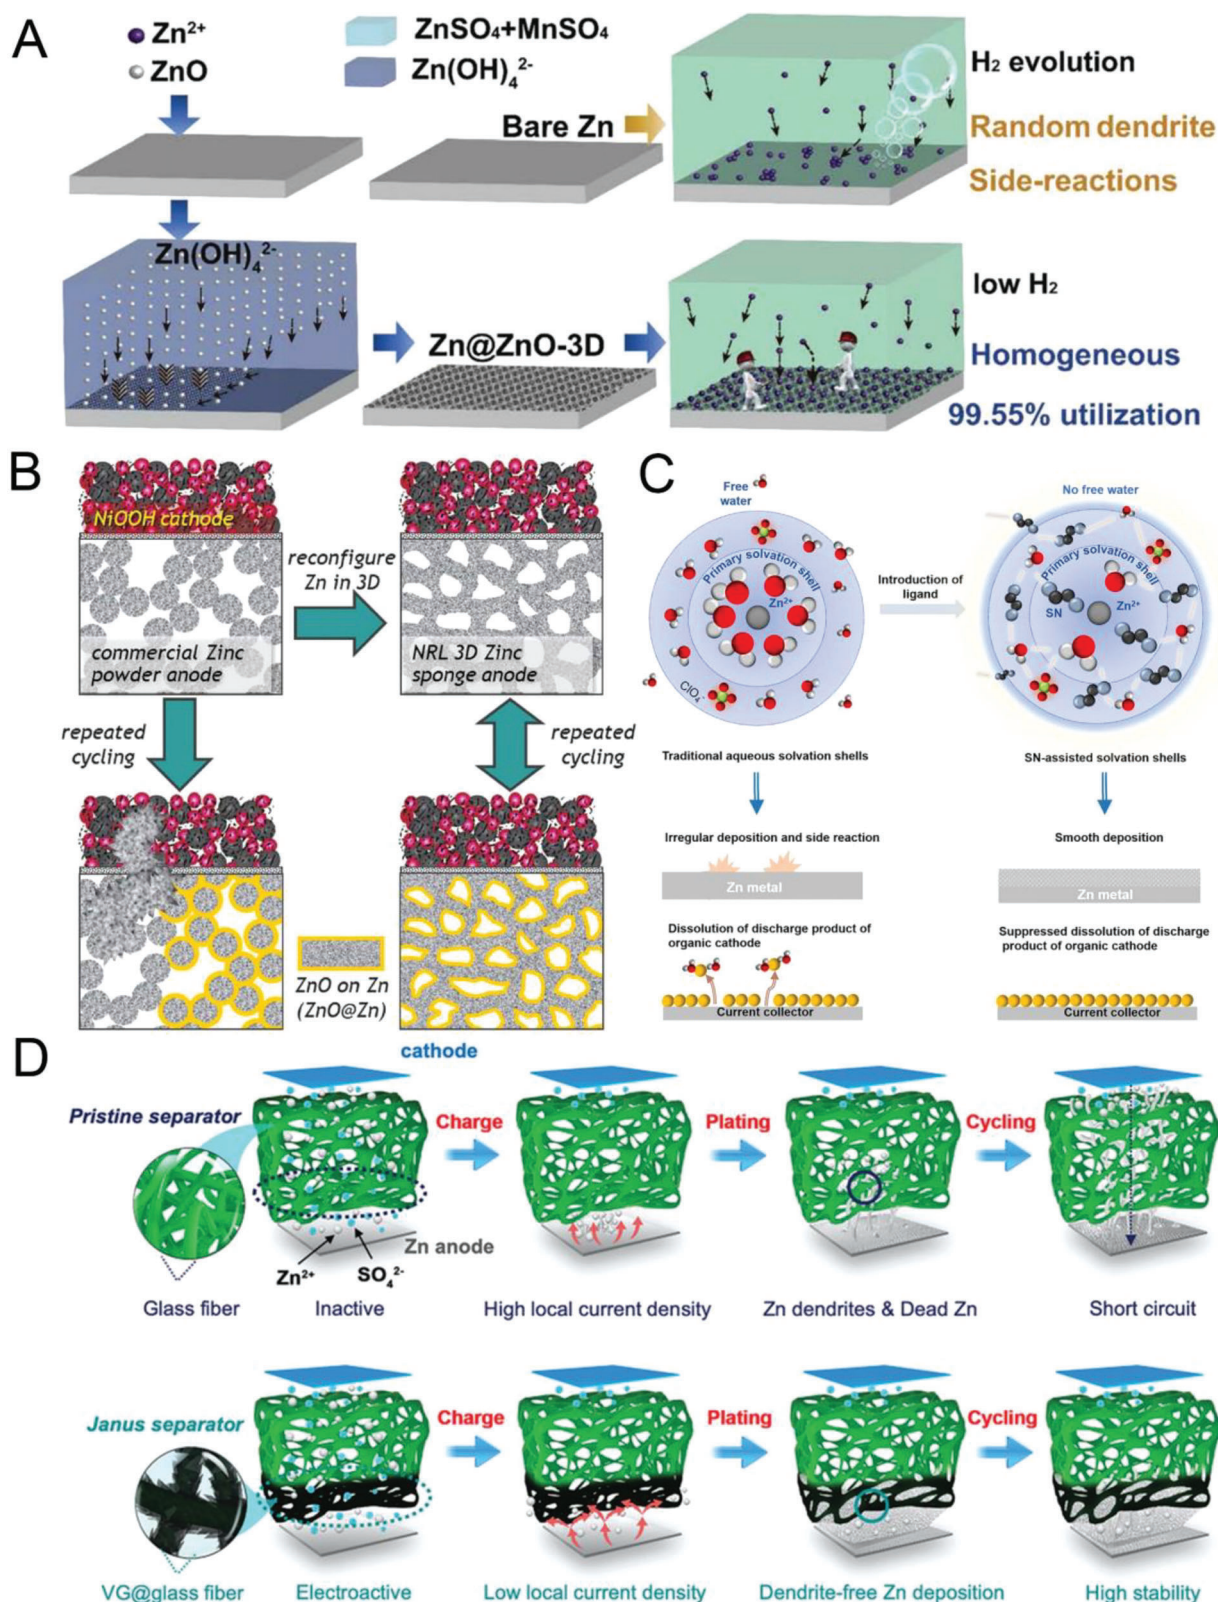 A
Zn²⁺
ZnO
ZnSO₄+MnSO₄
Zn(OH)₄²⁻
Bare Zn
H₂ evolution
Random dendrite
Side-reactions
Zn(OH)₄²⁻
Zn@ZnO-3D
low H₂
Homogeneous
99.55% utilization
B
NiOOH cathode
commercial Zinc
powder anode
reconfigure
Zn in 3D
NRL 3D Zinc
sponge anode
repeated
cycling
repeated
cycling
ZnO on Zn
(ZnO@Zn)
C
Free
water
Primary solvation shell
Zn²⁺
ClO₄⁻
Introduction of
ligand
No free water
Primary solvation shell
SN
Zn²⁺
Traditional aqueous solvation shells
SN-assisted solvation shells
Irregular deposition and side reaction
Zn metal
Smooth deposition
Zn metal
Dissolution of discharge product of
organic cathode
Current collector
Suppressed dissolution of discharge
product of organic cathode
Current collector
D
cathode
Pristine separator
Charge
Plating
Cycling
Zn anode
Zn²⁺
SO₄²⁻
Glass fiber
Inactive
High local current density
Zn dendrites & Dead Zn
Short circuit
Janus separator
Charge
Plating
Cycling
VG@glass fiber
Electroactive
Low local current density
Dendrite-free Zn deposition
High stability